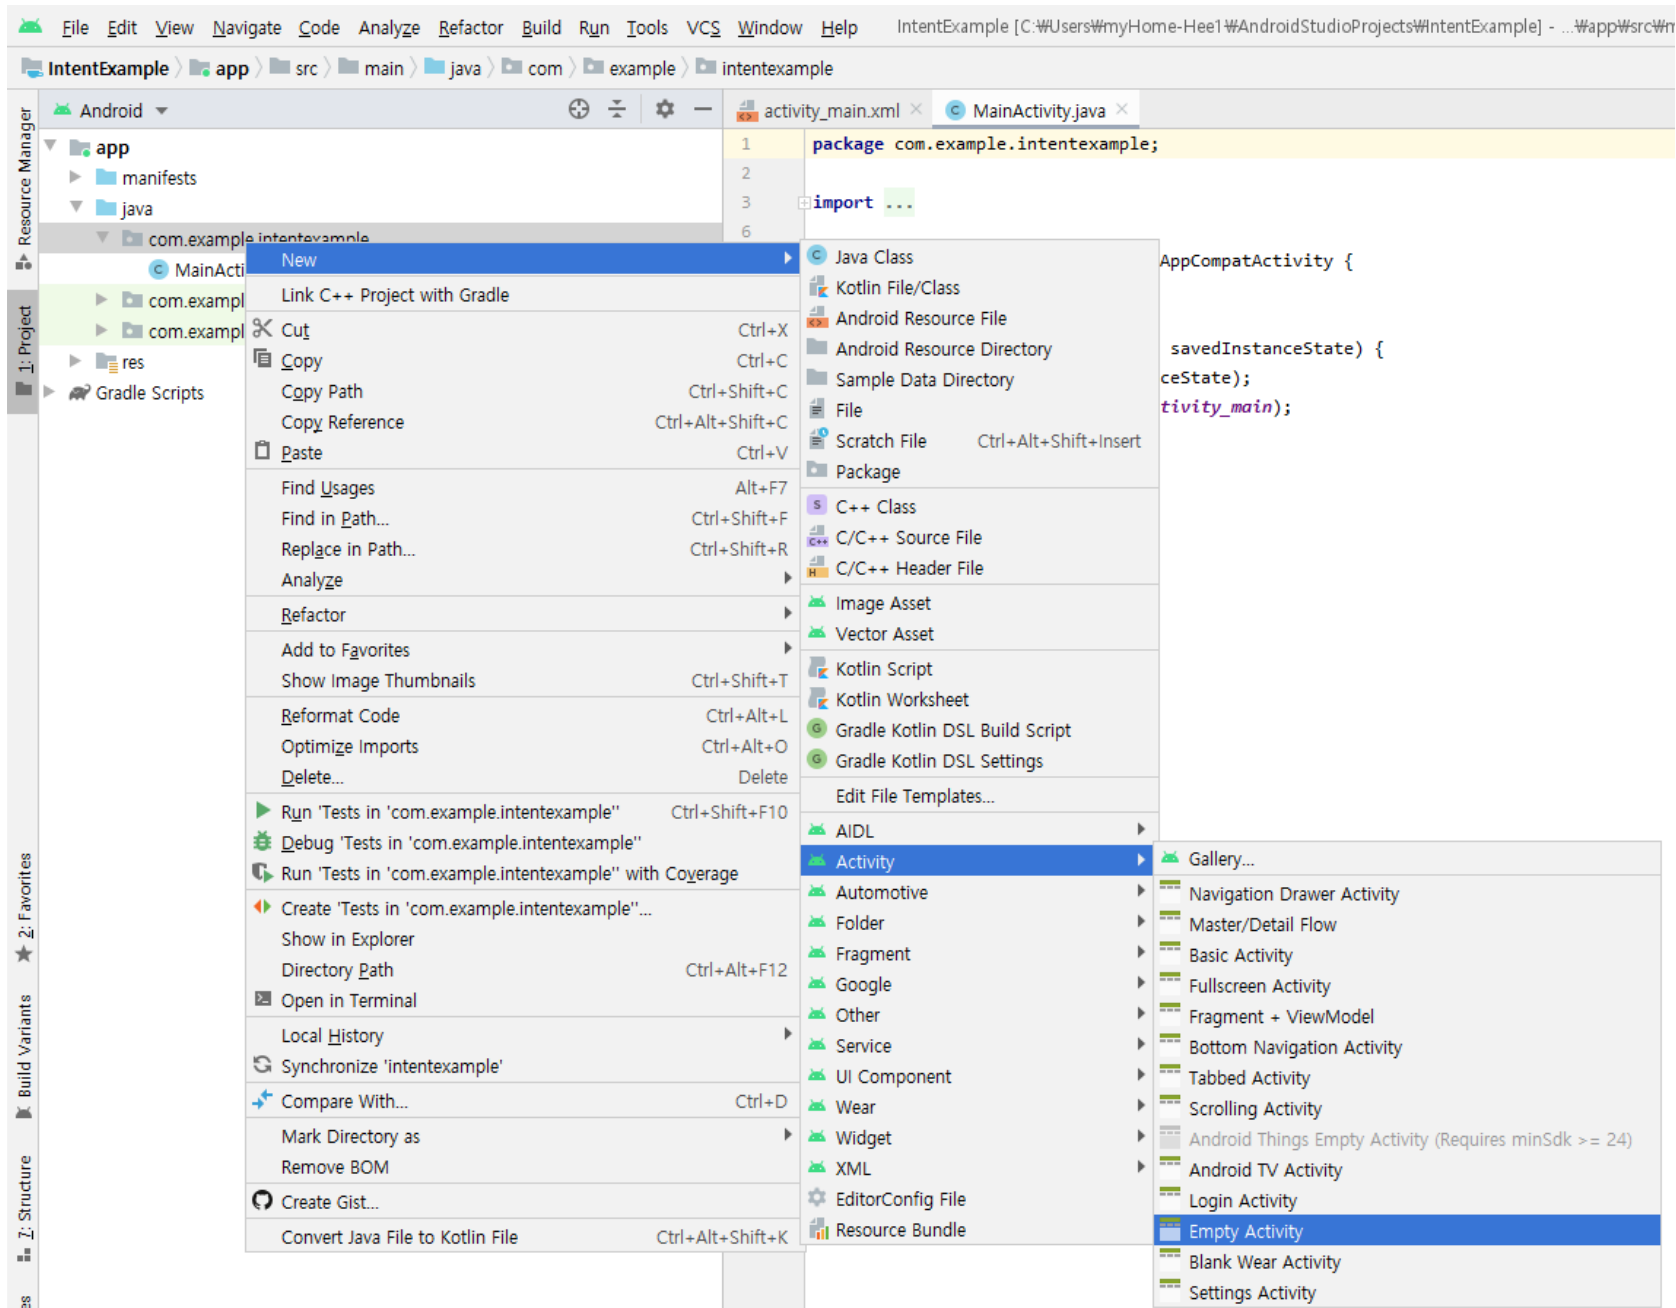 File Edit View Navigate Code Analyze Refactor Build Run Tools VCS Window Help IntentExample [C:₩Users₩myHome-Hee1₩AndroidStudioProjects₩IntentExample] - ...₩app₩src₩m
IntentExample app src main java com example intentexample
Android
activity_main.xml MainActivity.java
Resource Manager
1: Project
2: Favorites
Build Variants
7: Structure
app
manifests
java
com.example.intentexample
MainActi
com.exampl
com.exampl
res
Gradle Scripts
1 package com.example.intentexample;
2
3 import ...
6
AppCompatActivity {
savedInstanceState) {
ceState);
tivity_main);
New
Link C++ Project with Gradle
Cut Ctrl+X
Copy Ctrl+C
Copy Path Ctrl+Shift+C
Copy Reference Ctrl+Alt+Shift+C
Paste Ctrl+V
Find Usages Alt+F7
Find in Path... Ctrl+Shift+F
Replace in Path... Ctrl+Shift+R
Analyze
Refactor
Add to Favorites
Show Image Thumbnails Ctrl+Shift+T
Reformat Code Ctrl+Alt+L
Optimize Imports Ctrl+Alt+O
Delete... Delete
Run 'Tests in 'com.example.intentexample'' Ctrl+Shift+F10
Debug 'Tests in 'com.example.intentexample''
Run 'Tests in 'com.example.intentexample'' with Coverage
Create 'Tests in 'com.example.intentexample''...
Show in Explorer
Directory Path Ctrl+Alt+F12
Open in Terminal
Local History
Synchronize 'intentexample'
Compare With... Ctrl+D
Mark Directory as
Remove BOM
Create Gist...
Convert Java File to Kotlin File Ctrl+Alt+Shift+K
Java Class
Kotlin File/Class
Android Resource File
Android Resource Directory
Sample Data Directory
File
Scratch File Ctrl+Alt+Shift+Insert
Package
C++ Class
C/C++ Source File
C/C++ Header File
Image Asset
Vector Asset
Kotlin Script
Kotlin Worksheet
Gradle Kotlin DSL Build Script
Gradle Kotlin DSL Settings
Edit File Templates...
AIDL
Activity
Automotive
Folder
Fragment
Google
Other
Service
UI Component
Wear
Widget
XML
EditorConfig File
Resource Bundle
Gallery...
Navigation Drawer Activity
Master/Detail Flow
Basic Activity
Fullscreen Activity
Fragment + ViewModel
Bottom Navigation Activity
Tabbed Activity
Scrolling Activity
Android Things Empty Activity (Requires minSdk >= 24)
Android TV Activity
Login Activity
Empty Activity
Blank Wear Activity
Settings Activity